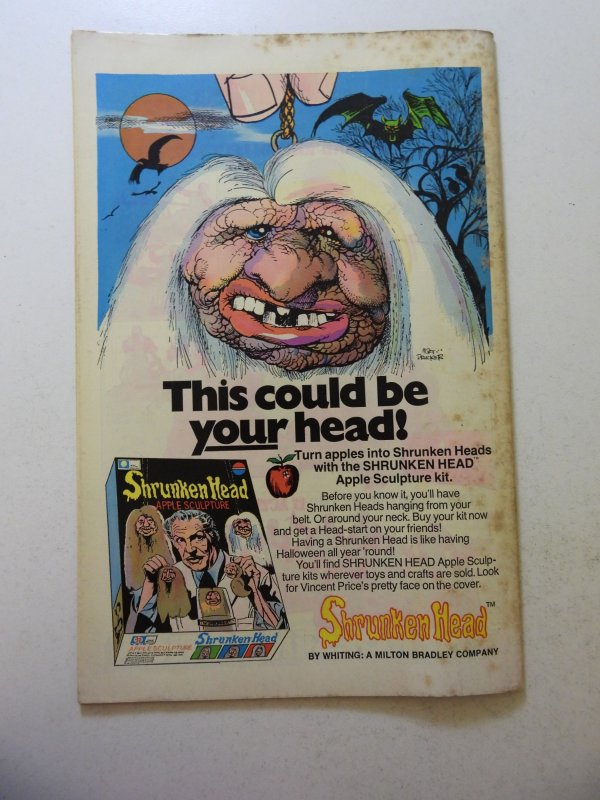 MORT
DRUCKER
This could be
your head!
Turn apples into Shrunken Heads
with the SHRUNKEN HEAD™
Apple Sculpture kit.
Before you know it, you'll have
Shrunken Heads hanging from your
belt. Or around your neck. Buy your kit now
and get a Head-start on your friends!
Having a Shrunken Head is like having
Halloween all year 'round!
You'll find SHRUNKEN HEAD Apple Sculp-
ture kits wherever toys and crafts are sold. Look
for Vincent Price's pretty face on the cover.
Shrunken Head™
BY WHITING: A MILTON BRADLEY COMPANY
Shrunken Head
APPLE SCULPTURE
APPLE SCULPTURE
Shrunken Head